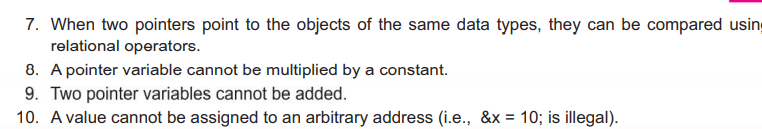 7. When two pointers point to the objects of the same data types, they can be compared
relational operators.
8. A pointer variable cannot be multiplied by a constant.
9. Two pointer variables cannot be added.
10. A value cannot be assigned to an arbitrary address (i.e., &x = 10; is illegal).